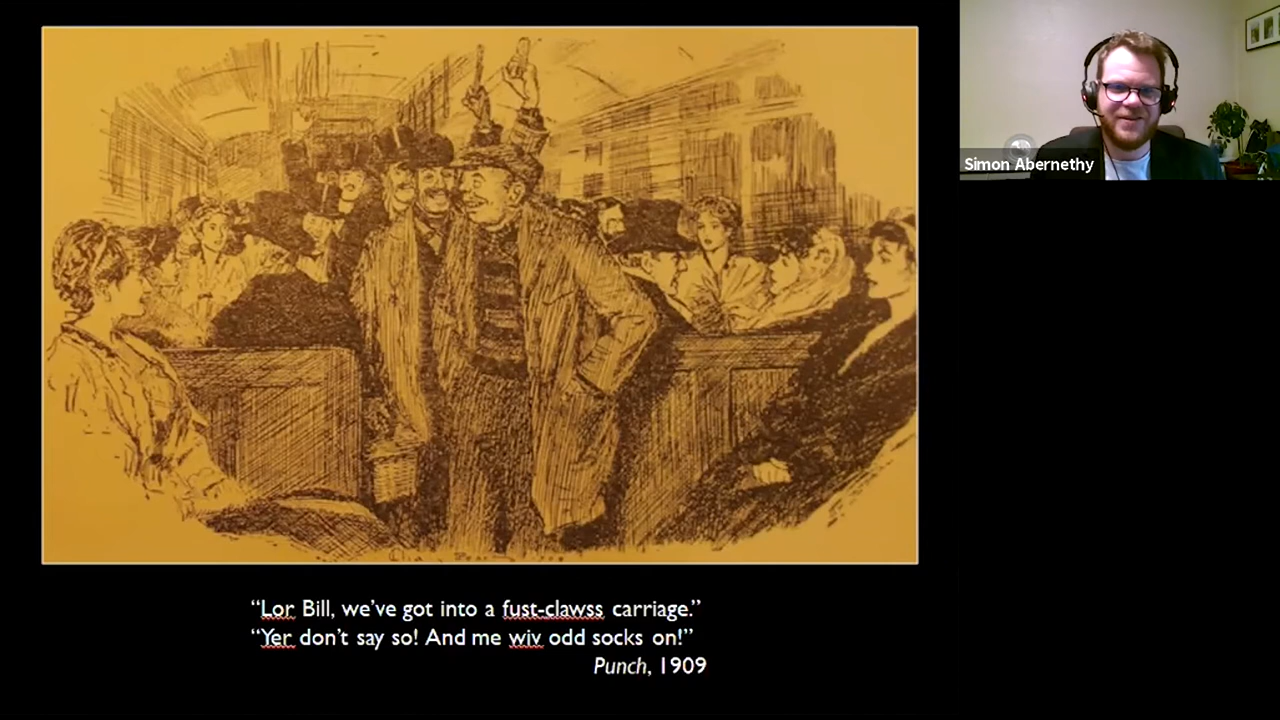 “Lor Bill, we’ve got into a fust-clawss carriage.”
“Yer don’t say so! And me wiv odd socks on!”
Punch, 1909
Simon Abernethy